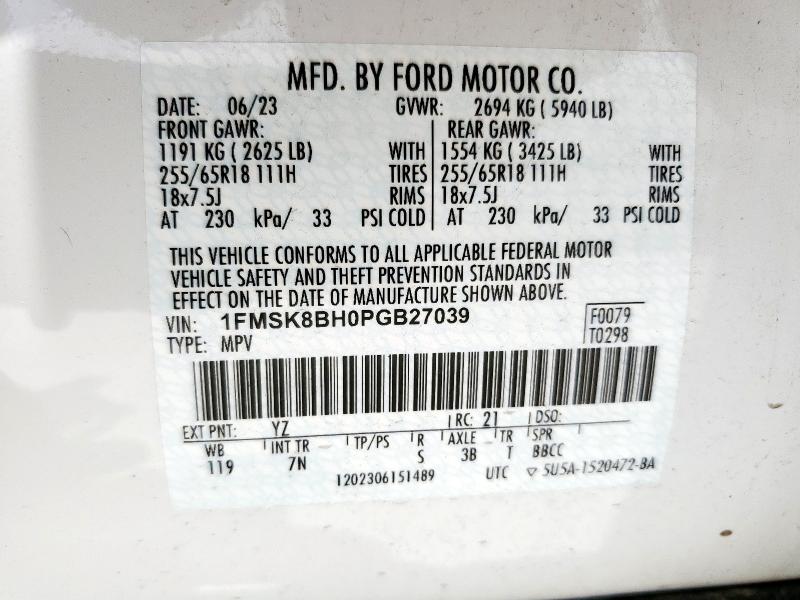 MFD. BY FORD MOTOR CO.
DATE: 06/23 GVWR: 2694 KG ( 5940 LB)
FRONT GAWR: REAR GAWR:
1191 KG ( 2625 LB) WITH 1554 KG ( 3425 LB) WITH
255/65R18 111H TIRES 255/65R18 111H TIRES
18x7.5J RIMS 18x7.5J RIMS
AT 230 kPa/ 33 PSI COLD AT 230 kPa/ 33 PSI COLD
THIS VEHICLE CONFORMS TO ALL APPLICABLE FEDERAL MOTOR
VEHICLE SAFETY AND THEFT PREVENTION STANDARDS IN
EFFECT ON THE DATE OF MANUFACTURE SHOWN ABOVE.
VIN: 1FMSK8BH0PGB27039 F0079
TYPE: MPV T0298
EXT PNT: YZ RC: 21 DSO:
WB INT TR TP/PS R AXLE TR SPR
119 7N S 3B T BBCC
1202306151489 UTC ▽ 5U5A-1520472-BA